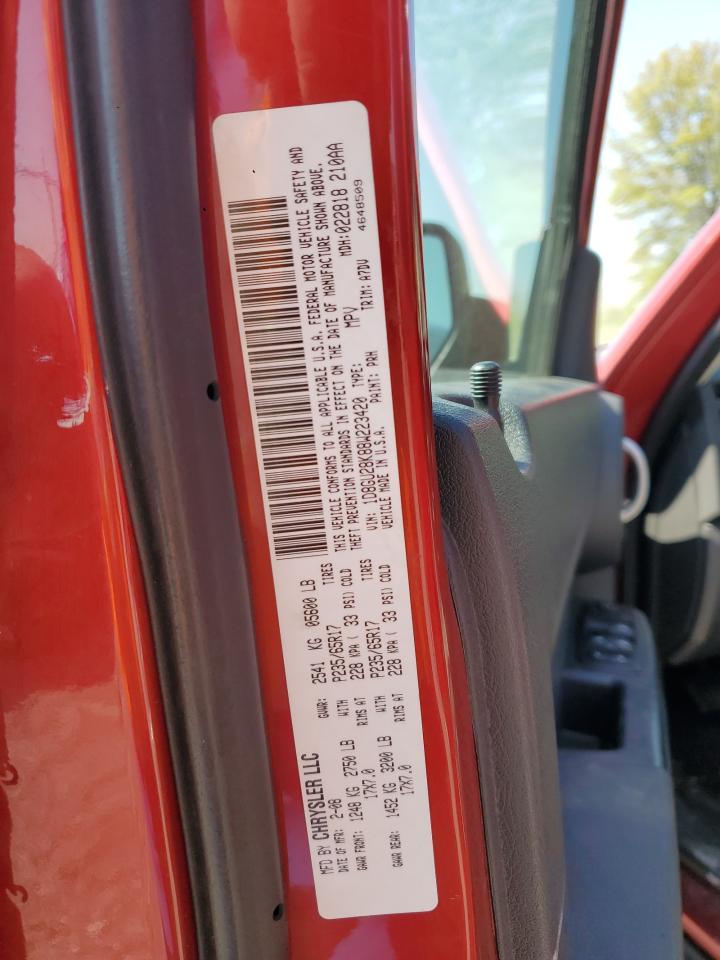 MFD BY CHRYSLER LLC
DATE OF MFR: 2-08
GVWR: 2541 KG 05600 LB
GAWR FRONT: 1248 KG 2750 LB WITH P235/65R17 TIRES
17X7.0 RIMS AT 228 KPA ( 33 PSI) COLD
GAWR REAR: 1452 KG 3200 LB WITH P235/65R17 TIRES
17X7.0 RIMS AT 228 KPA ( 33 PSI) COLD
THIS VEHICLE CONFORMS TO ALL APPLICABLE U.S.A. FEDERAL MOTOR VEHICLE SAFETY AND
THEFT PREVENTION STANDARDS IN EFFECT ON THE DATE OF MANUFACTURE SHOWN ABOVE.
VIN: 1D8GU28K88W223420 TYPE: MPV MDH:022818 210AA
VEHICLE MADE IN U.S.A. PAINT: PRH TRIM: A7DV 4648509